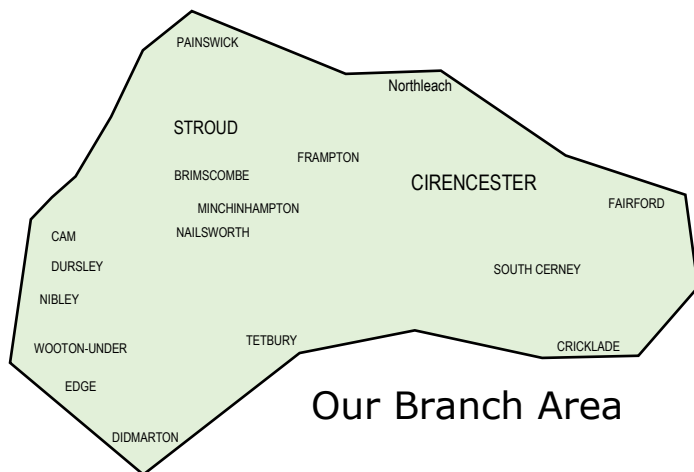 PAINSWICK
Northleach
STROUD
FRAMPTON
BRIMSCOMBE
CIRENCESTER
FAIRFORD
MINCHINHAMPTON
NAILSWORTH
CAM
DURSLEY
SOUTH CERNEY
NIBLEY
TETBURY
WOOTON-UNDER
CRICKLADE
EDGE
Our Branch Area
DIDMARTON